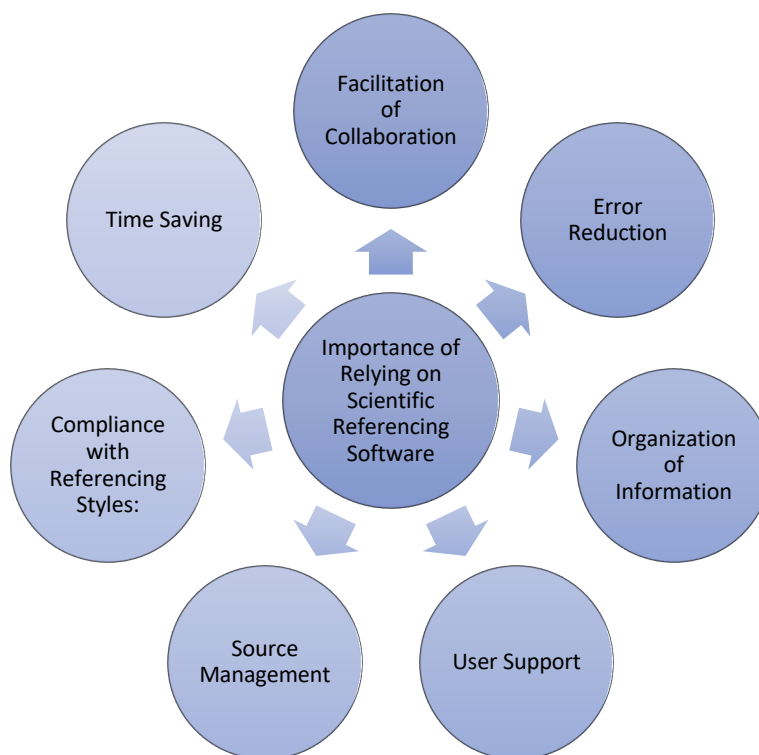 Facilitation
of
Collaboration
Time Saving
Error
Reduction
Importance of
Relying on
Scientific
Referencing
Software
Compliance
with
Referencing
Styles:
Organization
of
Information
Source
Management
User Support